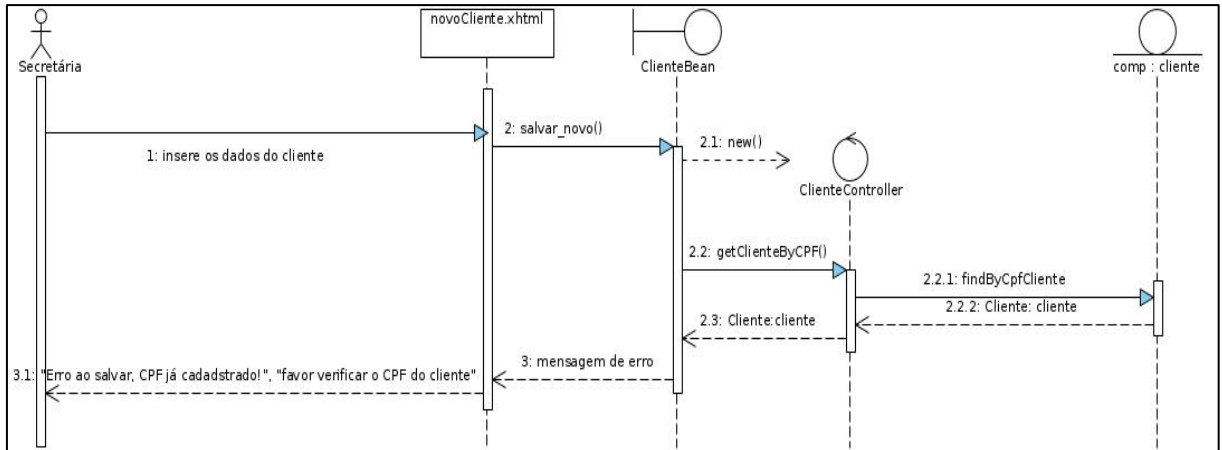 novoCliente.xhtml
Secretária
ClienteBean
comp : cliente
1: insere os dados do cliente
2: salvar_novo()
2.1: new()
ClienteController
2.2: getClienteByCPF()
2.2.1: findByCpfCliente
2.2.2: Cliente: cliente
2.3: Cliente:cliente
3: mensagem de erro
3.1: "Erro ao salvar, CPF já cadadstrado!", "favor verificar o CPF do cliente"